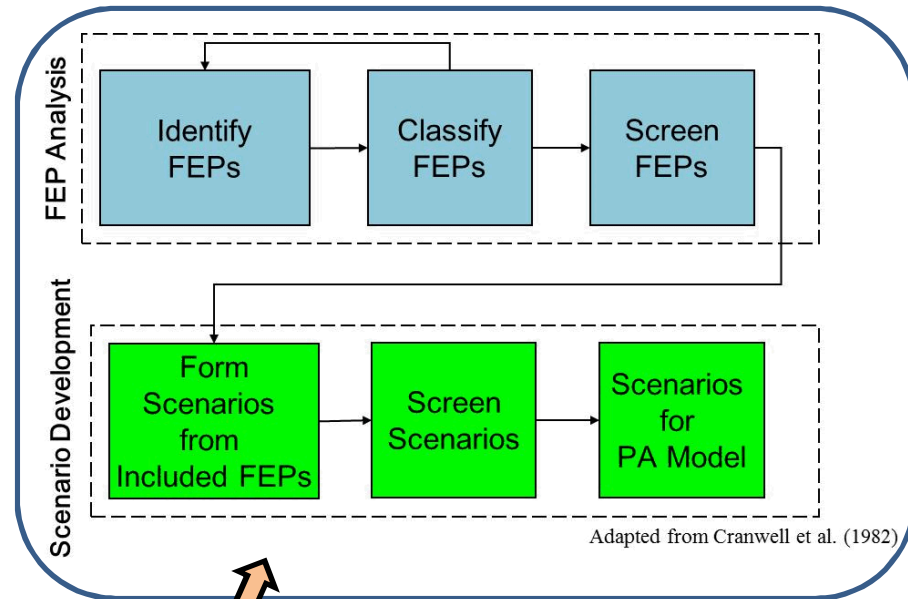 FEP Analysis
Identify
FEPs
Classify
FEPs
Screen
FEPs
Scenario Development
Form
Scenarios
from
Included FEPs
Screen
Scenarios
Scenarios
for
PA Model
Adapted from Cranwell et al. (1982)